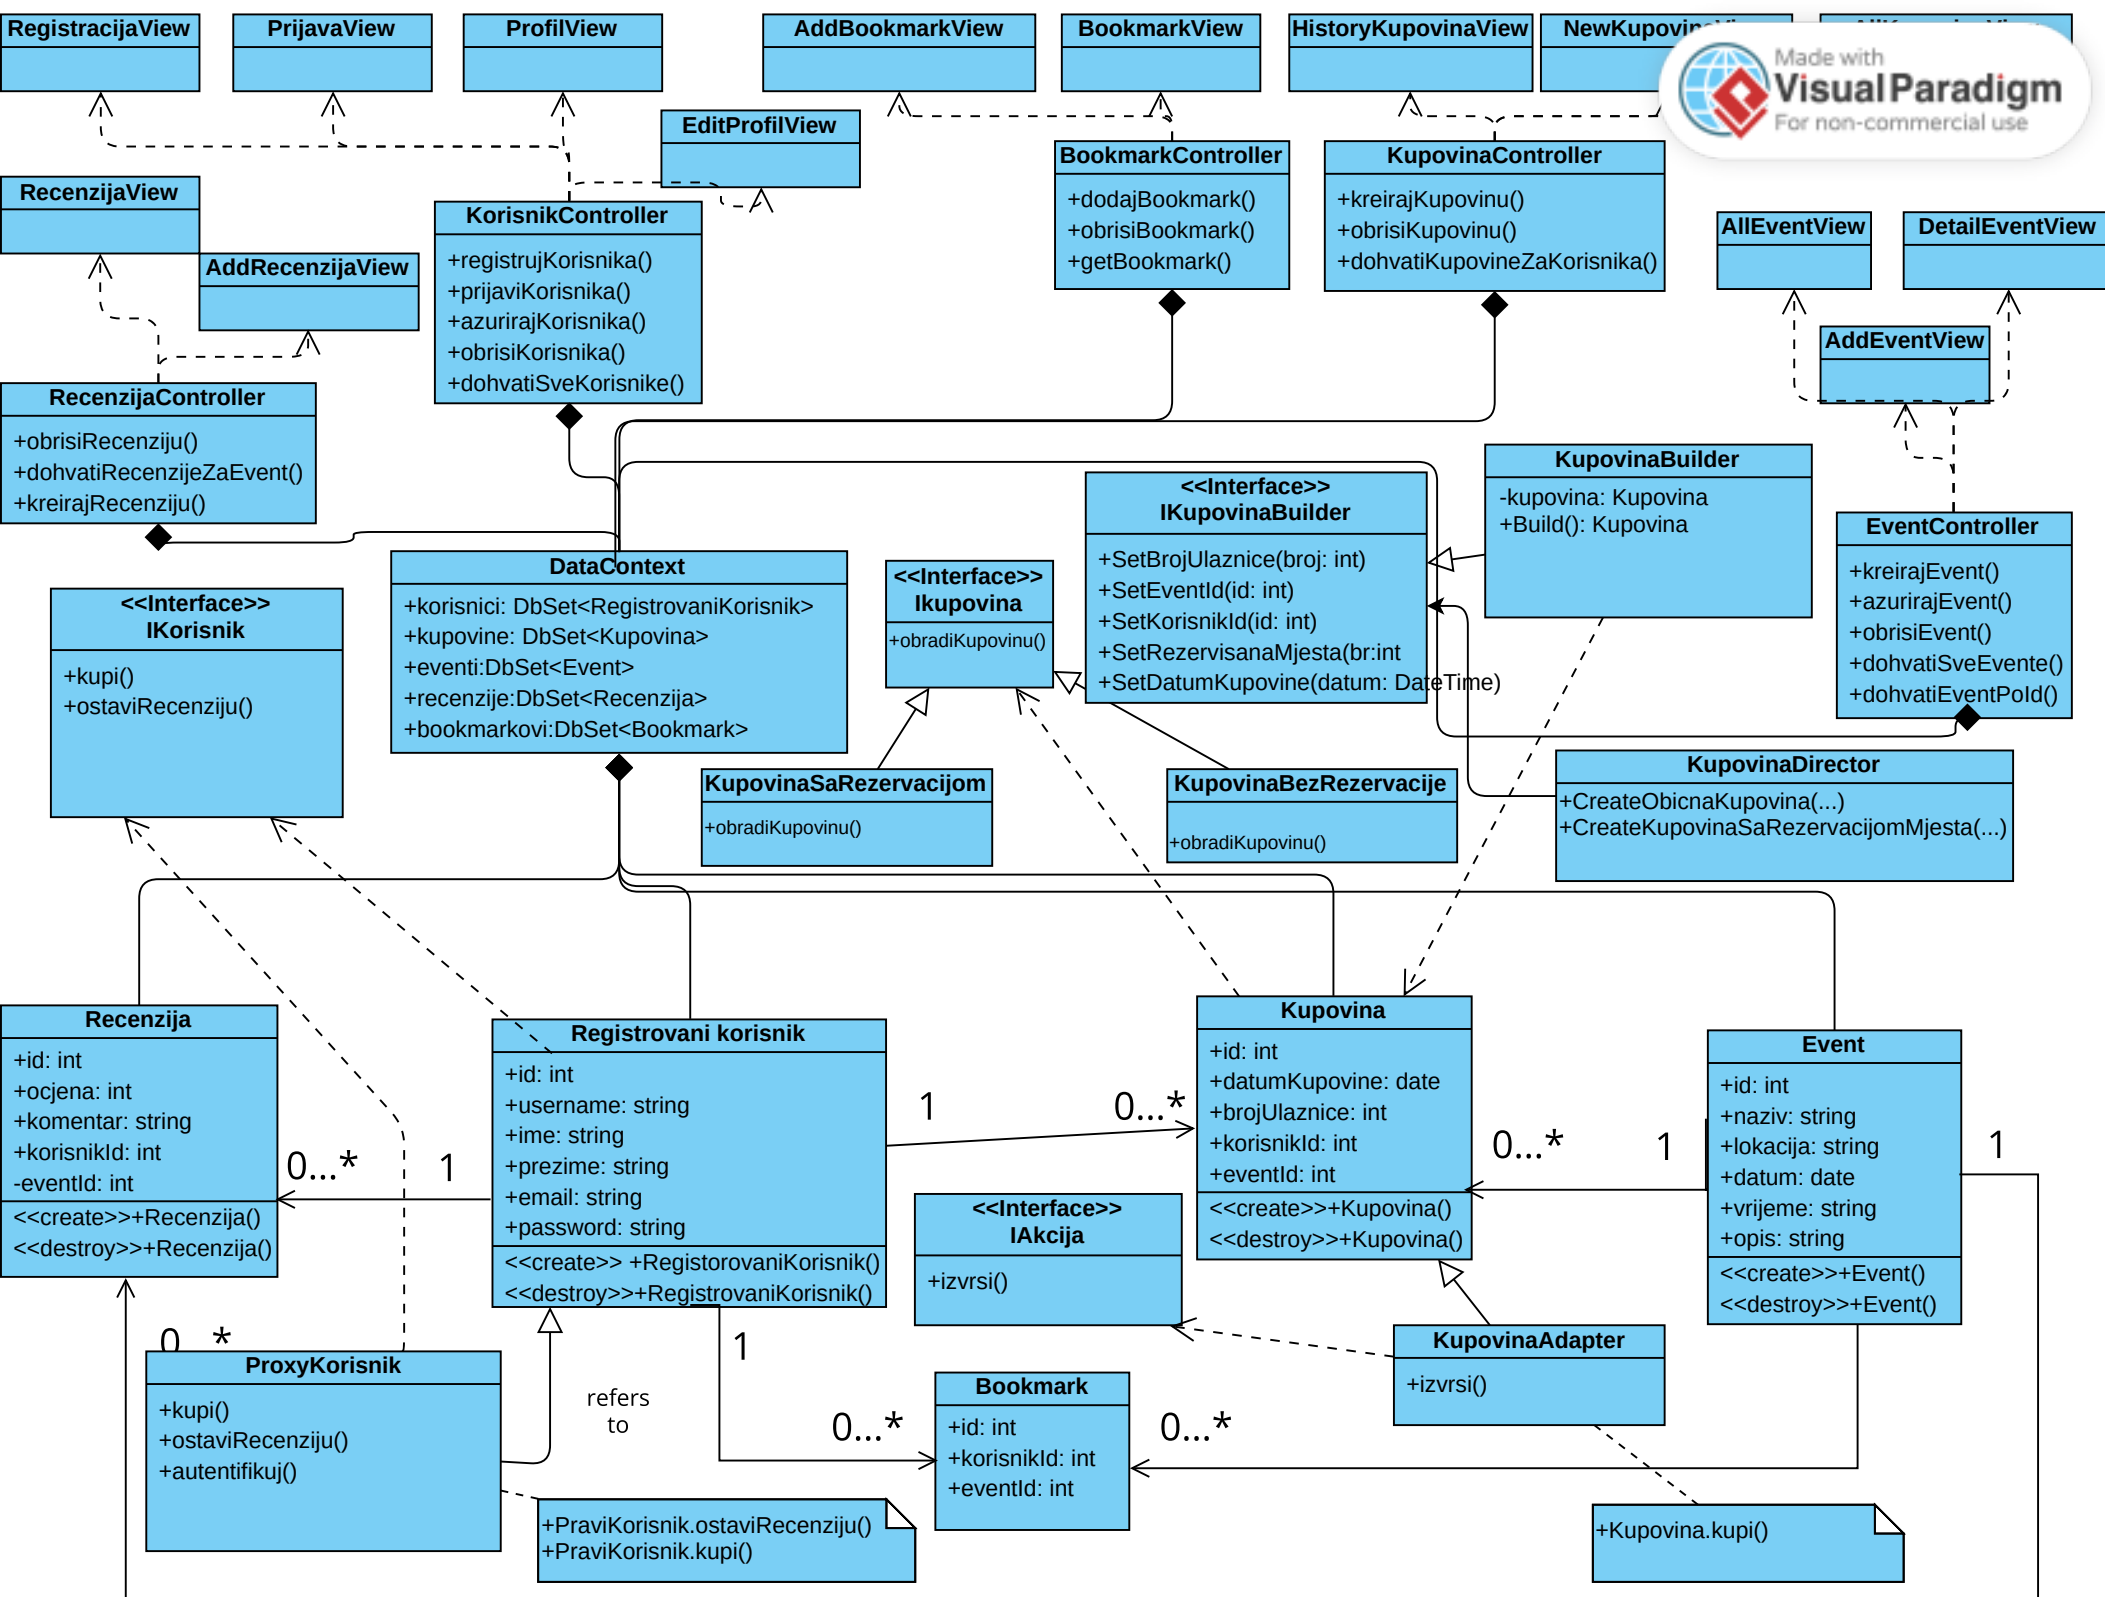 RegistracijaView
PrijavaView
ProfilView
AddBookmarkView
BookmarkView
HistoryKupovinaView
Made with
Visual Paradigm
For non-commercial use
EditProfilView
RecenzijaView
AddRecenzijaView
KorisnikController
+registrujKorisnika()
+prijaviKorisnika()
+azurirajKorisnika()
+obrisiKorisnika()
+dohvatiSveKorisnike()
BookmarkController
+dodajBookmark()
+obrisiBookmark()
+getBookmark()
KupovinaController
+kreirajKupovinu()
+obrisiKupovinu()
+dohvatiKupovineZaKorisnika()
AllEventView
DetailEventView
AddEventView
RecenzijaController
+obrisiRecenziju()
+dohvatiRecenzijeZaEvent()
+kreirajRecenziju()
KupovinaBuilder
-kupovina: Kupovina
+Build(): Kupovina
<<Interface>>
IKupovinaBuilder
+SetBrojUlaznice(broj: int)
+SetEventId(id: int)
+SetKorisnikId(id: int)
+SetRezervisanaMjesta(br:int
+SetDatumKupovine(datum: DateTime)
EventController
+kreirajEvent()
+azurirajEvent()
+obrisiEvent()
+dohvatiSveEvente()
+dohvatiEventPoId()
<<Interface>>
IKorisnik
+kupi()
+ostaviRecenziju()
DataContext
+korisnici: DbSet<RegistrovaniKorisnik>
+kupovine: DbSet<Kupovina>
+eventi:DbSet<Event>
+recenzije:DbSet<Recenzija>
+bookmarkovi:DbSet<Bookmark>
<<Interface>>
Ikupovina
+obradiKupovinu()
KupovinaSaRezervacijom
+obradiKupovinu()
KupovinaBezRezervacije
+obradiKupovinu()
KupovinaDirector
+CreateObicnaKupovina(...)
+CreateKupovinaSaRezervacijomMjesta(...)
Recenzija
+id: int
+ocjena: int
+komentar: string
+korisnikId: int
-eventId: int
<<create>>+Recenzija()
<<destroy>>+Recenzija()
0...*
1
Registrovani korisnik
+id: int
+username: string
+ime: string
+prezime: string
+email: string
+password: string
<<create>> +RegistorovaniKorisnik()
<<destroy>>+RegistrovaniKorisnik()
1
0...*
Kupovina
+id: int
+datumKupovine: date
+brojUlaznice: int
+korisnikId: int
+eventId: int
<<create>>+Kupovina()
<<destroy>>+Kupovina()
0...*
1
Event
+id: int
+naziv: string
+lokacija: string
+datum: date
+vrijeme: string
+opis: string
<<create>>+Event()
<<destroy>>+Event()
1
<<Interface>>
IAkcija
+izvrsi()
KupovinaAdapter
+izvrsi()
ProxyKorisnik
+kupi()
+ostaviRecenziju()
+autentifikuj()
refers
to
1
0...*
Bookmark
+id: int
+korisnikId: int
+eventId: int
0...*
+PraviKorisnik.ostaviRecenziju()
+PraviKorisnik.kupi()
+Kupovina.kupi()